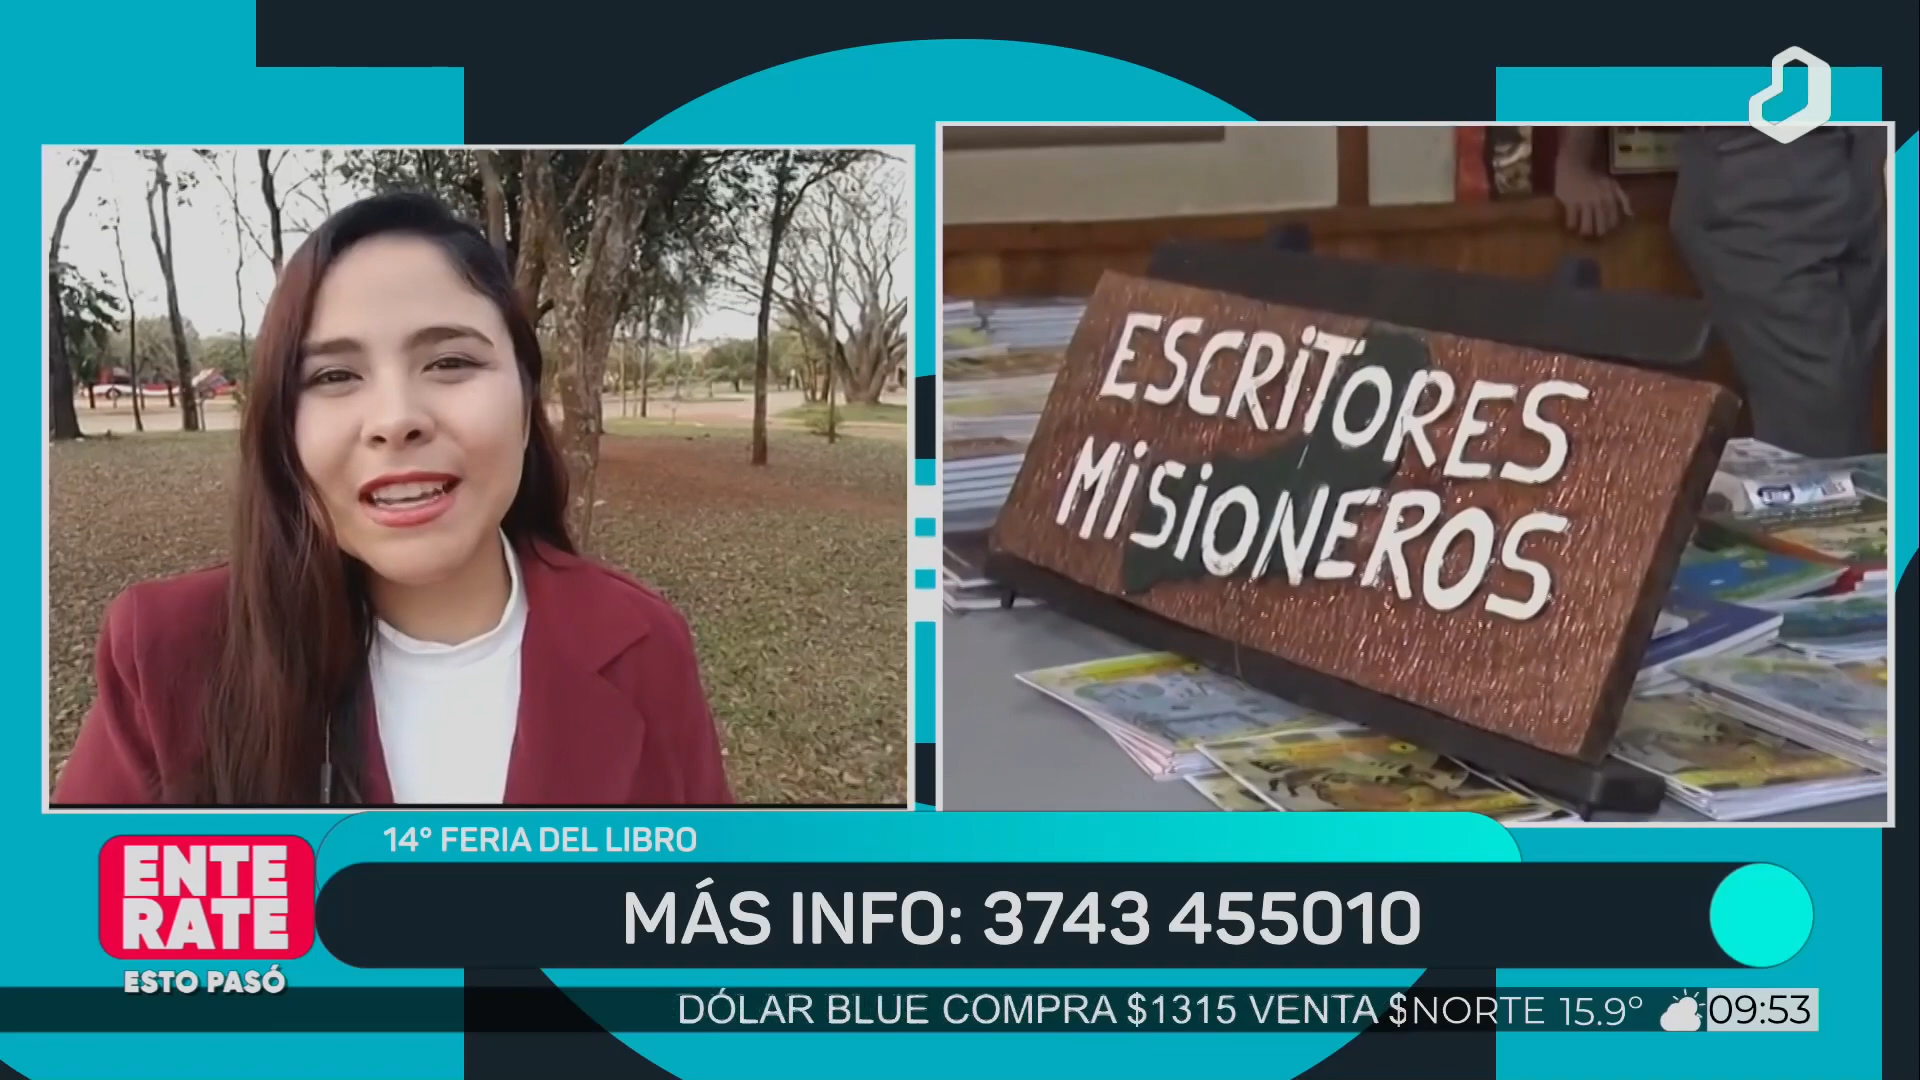 ESCRITORES
MISIONEROS
14° FERIA DEL LIBRO
ENTE
RATE
ESTO PASÓ
MÁS INFO: 3743 455010
DÓLAR BLUE COMPRA $1315 VENTA $
NORTE 15.9°
09:53